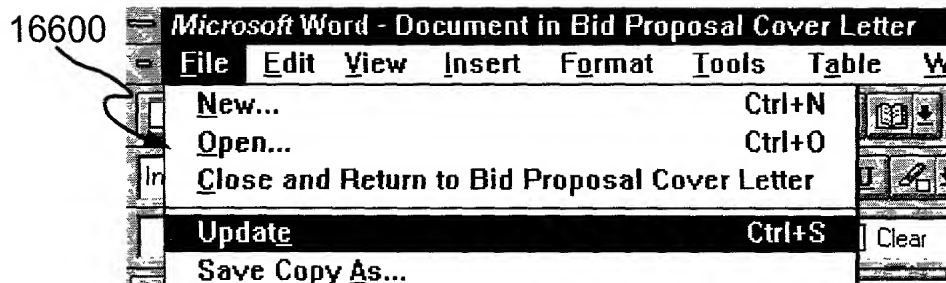 16600
Microsoft Word - Document in Bid Proposal Cover Letter
File Edit View Insert Format Tools Table
New... Ctrl+N
Open... Ctrl+O
Close and Return to Bid Proposal Cover Letter
Update Ctrl+S
Clear
Save Copy As...